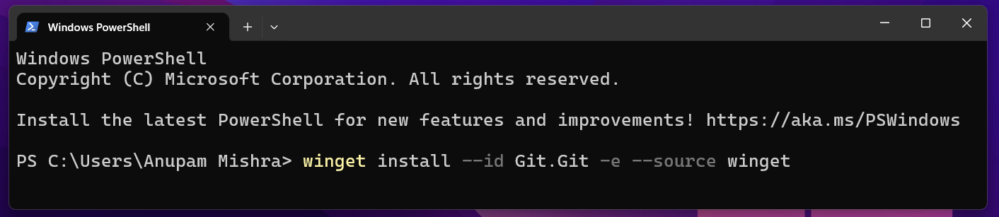 Windows PowerShell
Windows PowerShell
Copyright (C) Microsoft Corporation. All rights reserved.
Install the latest PowerShell for new features and improvements! https://aka.ms/PSWindows
PS C:\Users\Anupam Mishra> winget install --id Git.Git -e --source winget